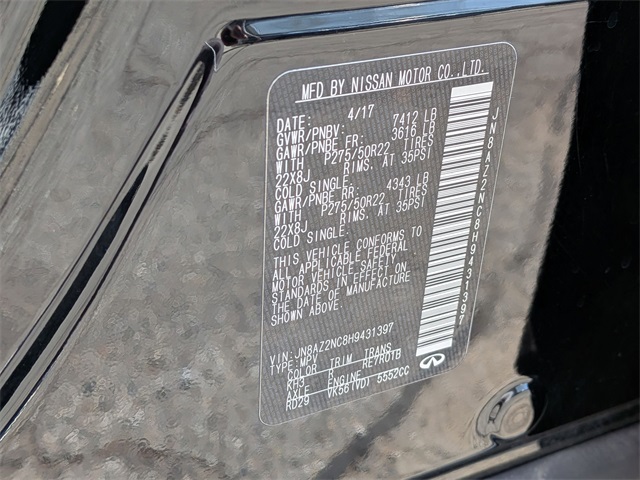 MFD BY NISSAN MOTOR CO.,LTD.
DATE: 4/17
GVWR/PNBV: 7412 LB
GAWR/PNBE FR: 3616 LB
WITH P275/50R22 TIRES
22X8J RIMS. AT 35PSI
COLD SINGLE.
GAWR/PNBE RR: 4343 LB
WITH P275/50R22 TIRES
22X8J RIMS. AT 35PSI
COLD SINGLE.
THIS VEHICLE CONFORMS TO
ALL APPLICABLE FEDERAL
MOTOR VEHICLE SAFETY
STANDARDS IN EFFECT ON
THE DATE OF MANUFACTURE
SHOWN ABOVE.
VIN: JN8AZ2NC8H9431397
TYPE: MPV
COLOR TRIM TRANS
KH3 K RE7R01B
AXLE ENGINE
RD29 VK56(VD) 5552CC
JN8AZ2NC8H9431397